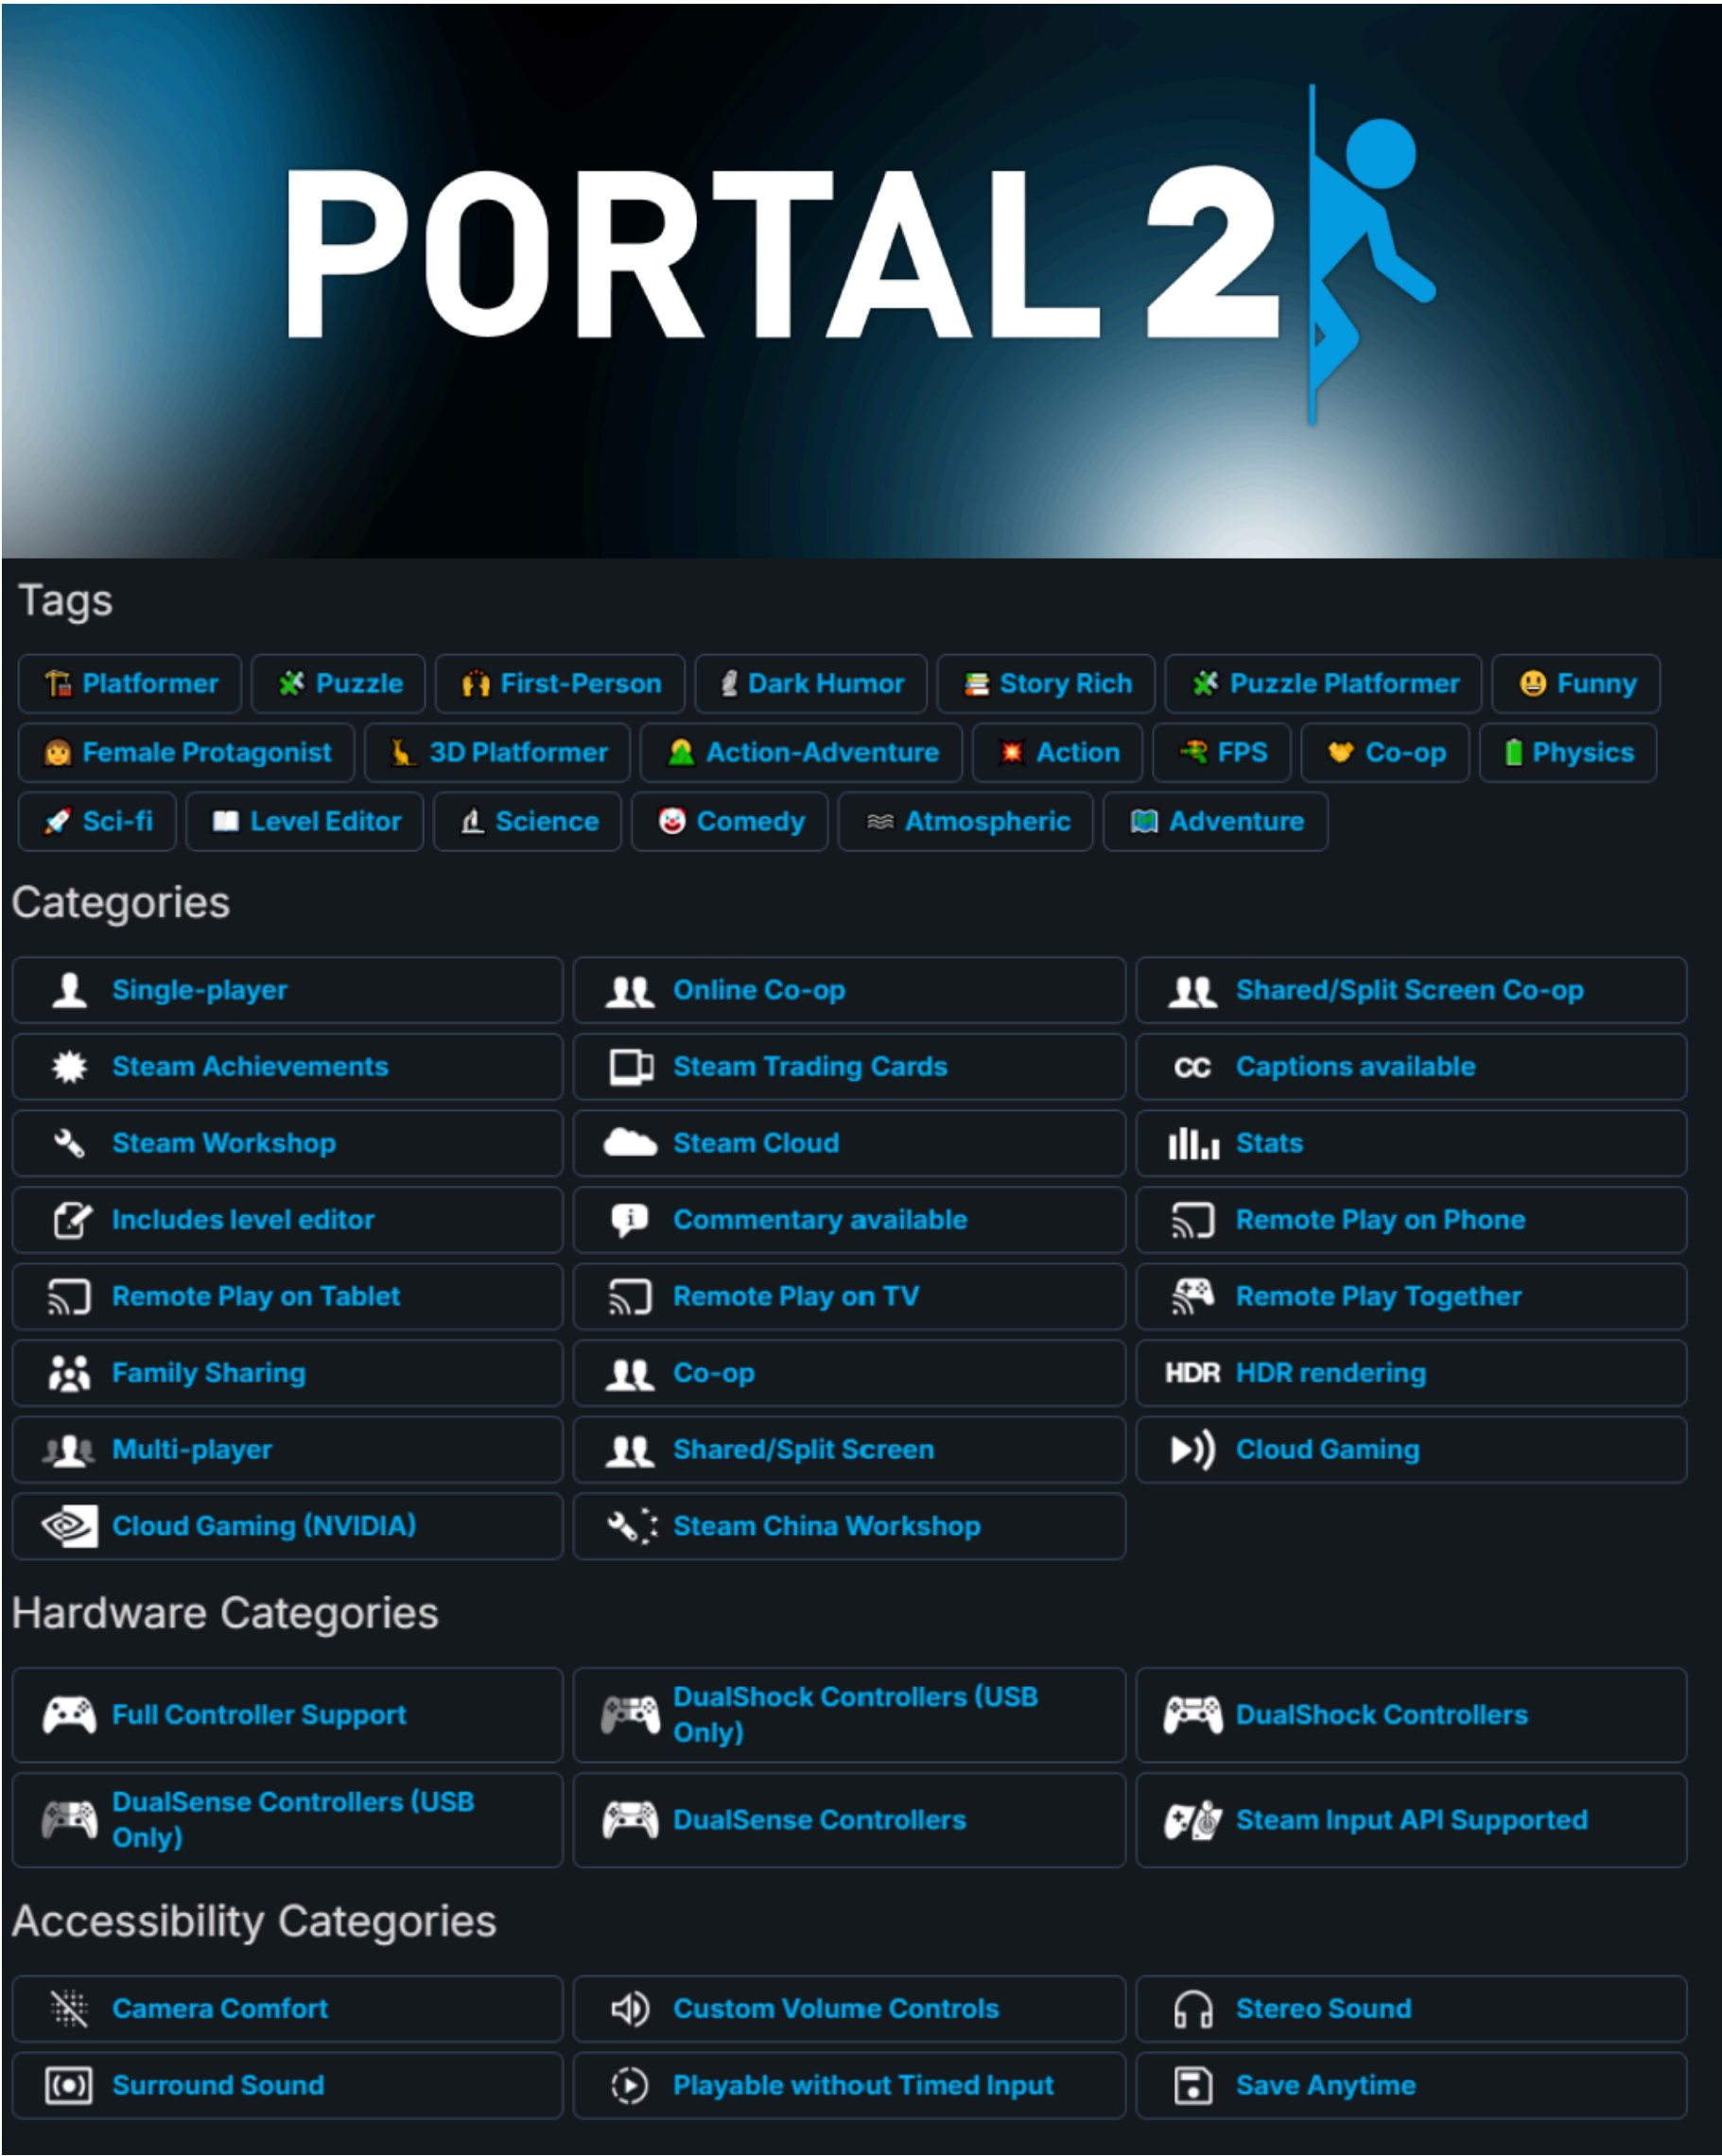 PORTAL 2
Tags
Platformer Puzzle First-Person Dark Humor Story Rich Puzzle Platformer Funny
Female Protagonist 3D Platformer Action-Adventure Action FPS Co-op Physics
Sci-fi Level Editor Science Comedy Atmospheric Adventure
Categories
Single-player Online Co-op Shared/Split Screen Co-op
Steam Achievements Steam Trading Cards CC Captions available
Steam Workshop Steam Cloud Stats
Includes level editor Commentary available Remote Play on Phone
Remote Play on Tablet Remote Play on TV Remote Play Together
Family Sharing Co-op HDR HDR rendering
Multi-player Shared/Split Screen Cloud Gaming
Cloud Gaming (NVIDIA) Steam China Workshop
Hardware Categories
Full Controller Support DualShock Controllers (USB
Only) DualShock Controllers
DualSense Controllers (USB
Only) DualSense Controllers Steam Input API Supported
Accessibility Categories
Camera Comfort Custom Volume Controls Stereo Sound
Surround Sound Playable without Timed Input Save Anytime